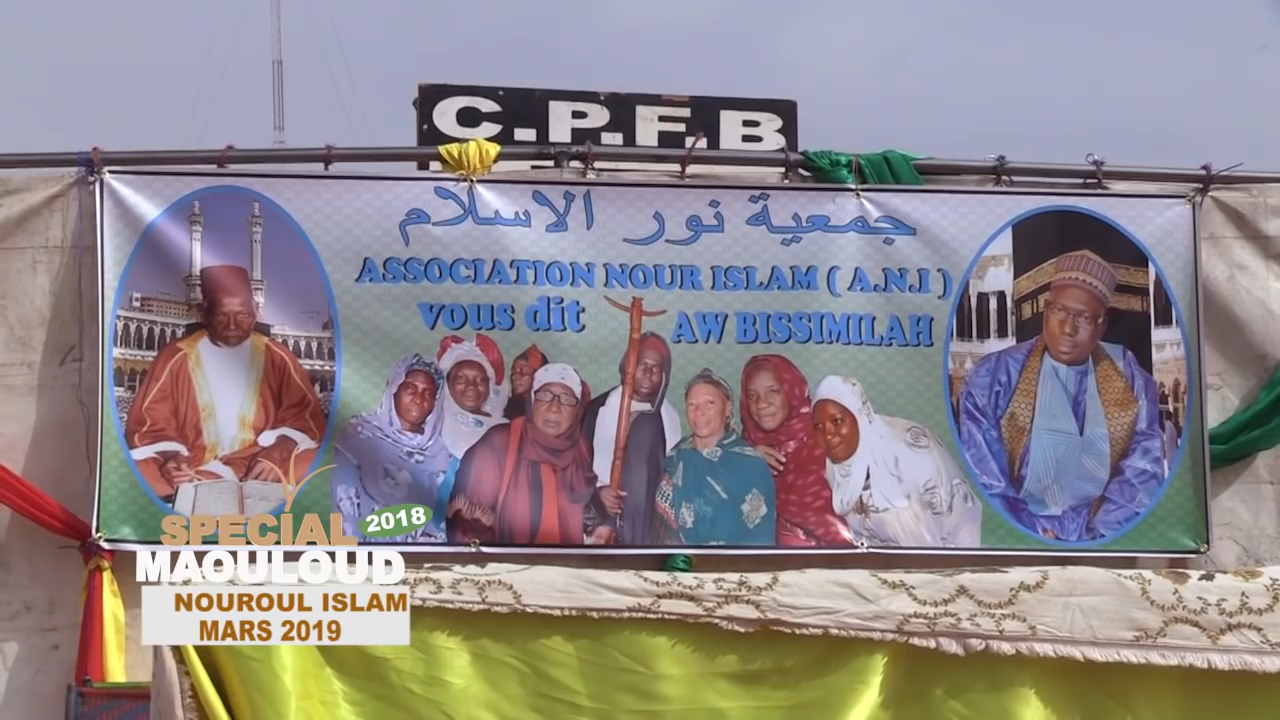 C.P.F.B
جمعية نور الاسلام
ASSOCIATION NOUR ISLAM ( A.N.I )
vous dit AW BISSIMILAH
SPECIAL 2018
MAOULOUD
NOUROUL ISLAM
MARS 2019